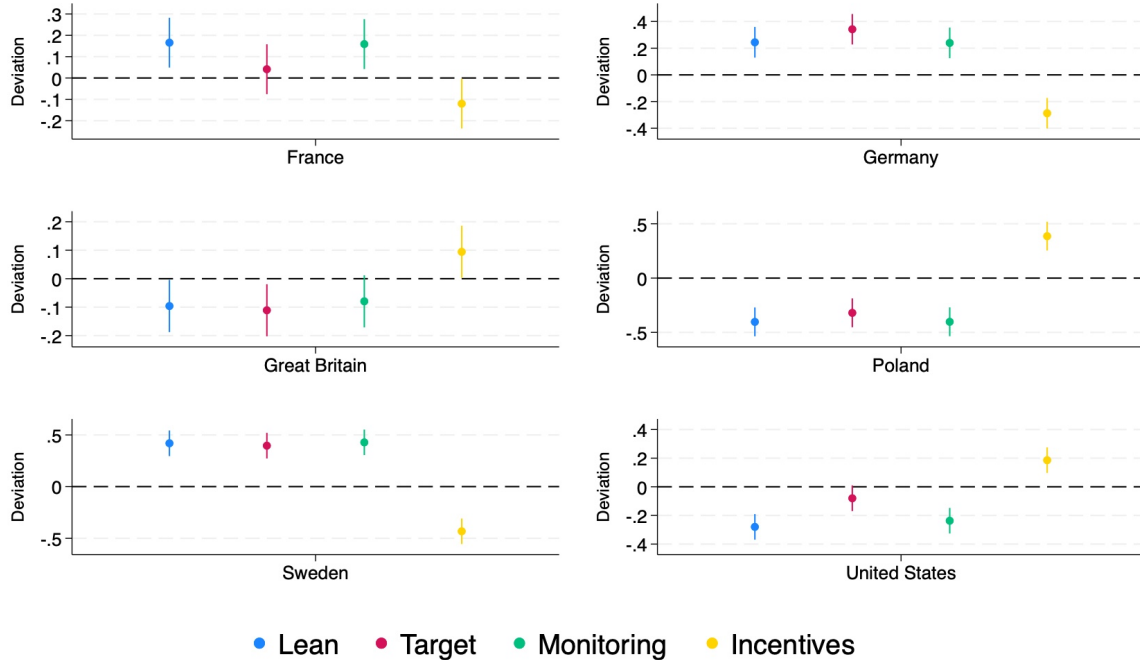 Deviation
.3
.2
.1
0
-.1
-.2
France
.4
.2
0
-.2
-.4
Deviation
Germany
Deviation
.2
.1
0
-.1
-.2
Great Britain
.5
0
-.5
Poland
Deviation
.5
0
-.5
Sweden
Deviation
.4
.2
0
-.2
-.4
United States
Lean Target Monitoring Incentives